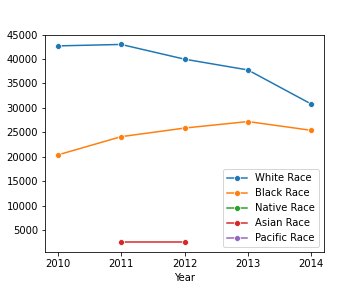 45000
40000
35000
30000
25000
20000
15000
10000
5000
White Race
Black Race
Native Race
Asian Race
Pacific Race
2010 2011 2012 2013 2014
Year